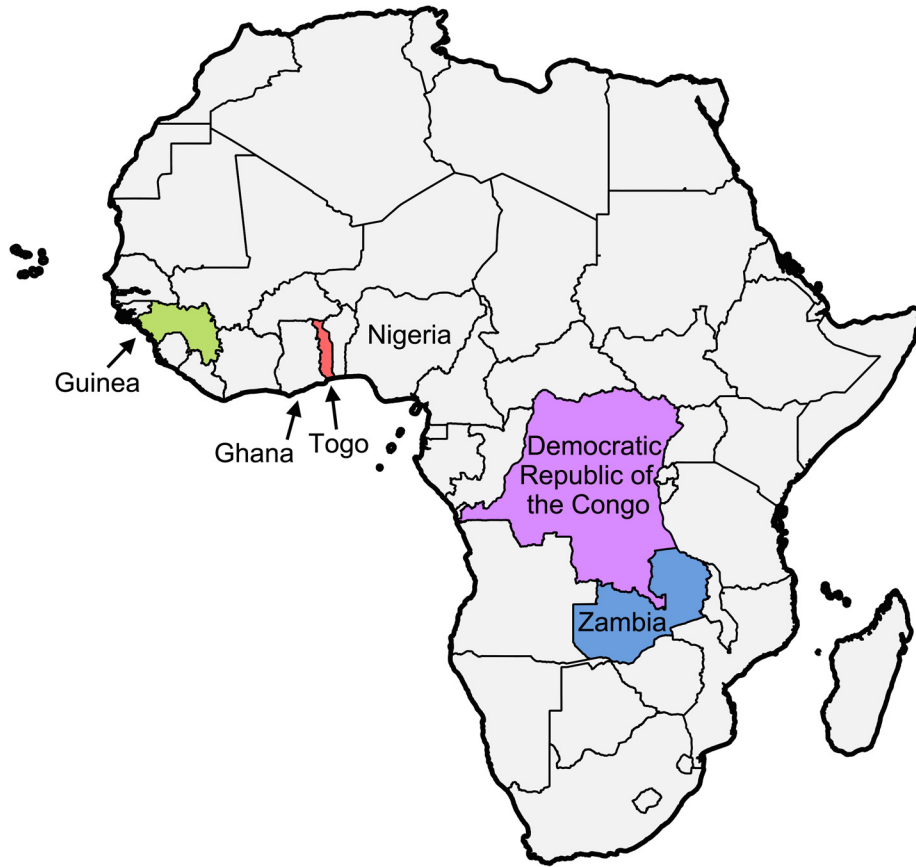 Nigeria
Guinea
Ghana
Togo
Democratic
Republic of
the Congo
Zambia